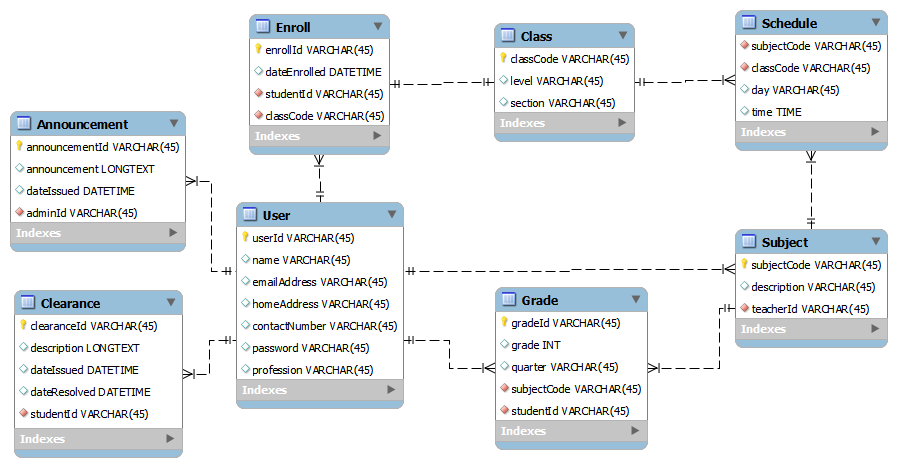 Enroll
enrollId VARCHAR(45)
dateEnrolled DATETIME
studentId VARCHAR(45)
classCode VARCHAR(45)
Indexes
Class
classCode VARCHAR(45)
level VARCHAR(45)
section VARCHAR(45)
Indexes
Schedule
subjectCode VARCHAR(45)
classCode VARCHAR(45)
day VARCHAR(45)
time TIME
Indexes
Announcement
announcementId VARCHAR(45)
announcement LONGTEXT
dateIssued DATETIME
adminId VARCHAR(45)
Indexes
User
userId VARCHAR(45)
name VARCHAR(45)
emailAddress VARCHAR(45)
homeAddress VARCHAR(45)
contactNumber VARCHAR(45)
password VARCHAR(45)
profession VARCHAR(45)
Indexes
Subject
subjectCode VARCHAR(45)
description VARCHAR(45)
teacherId VARCHAR(45)
Indexes
Clearance
clearanceId VARCHAR(45)
description LONGTEXT
dateIssued DATETIME
dateResolved DATETIME
studentId VARCHAR(45)
Indexes
Grade
gradeId VARCHAR(45)
grade INT
quarter VARCHAR(45)
subjectCode VARCHAR(45)
studentId VARCHAR(45)
Indexes